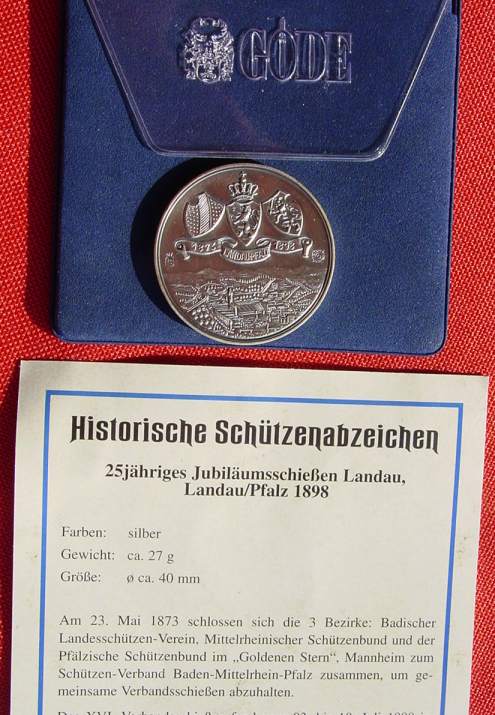 GÖDE
LANDAU/PFALZ
Historische Schützenabzeichen
25jähriges Jubiläumsschießen Landau,
Landau/Pfalz 1898
Farben: silber
Gewicht: ca. 27 g
Größe: ø ca. 40 mm
Am 23. Mai 1873 schlossen sich die 3 Bezirke: Badischer
Landesschützen-Verein, Mittelrheinischer Schützenbund und der
Pfälzische Schützenbund im „Goldenen Stern“, Mannheim zum
Schützen-Verband Baden-Mittelrhein-Pfalz zusammen, um ge-
meinsame Verbandsschießen abzuhalten.